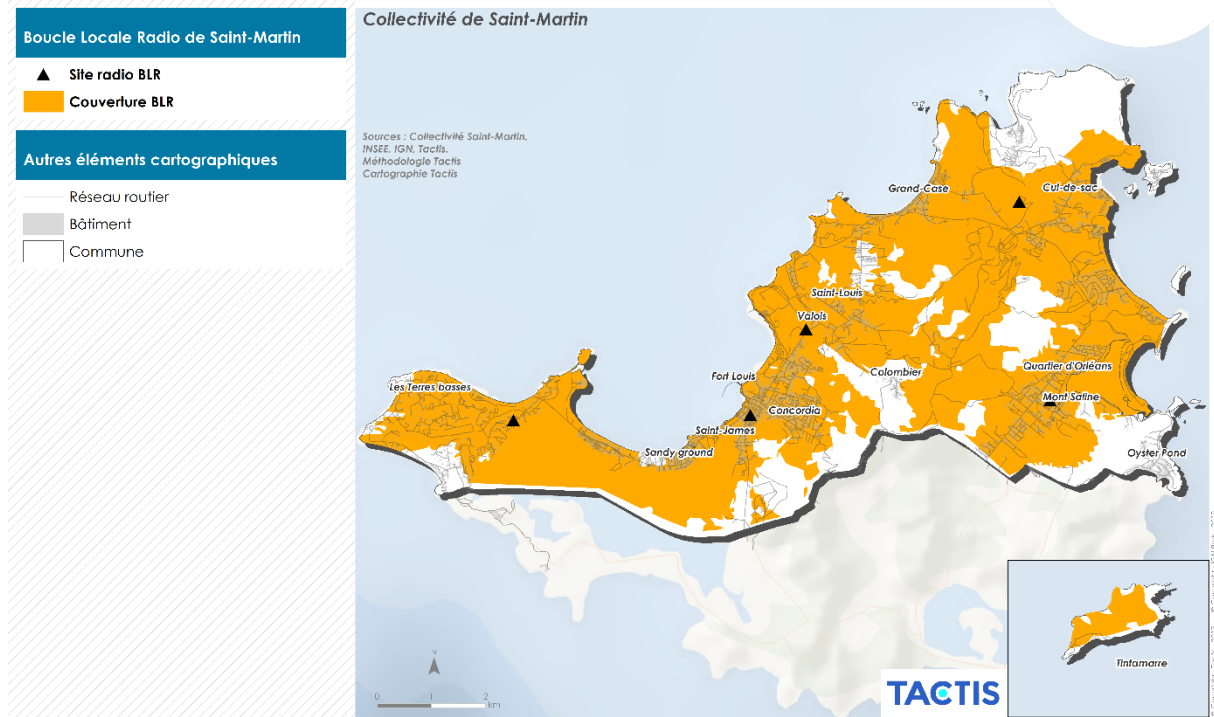 Collectivité de Saint-Martin
Boucle Locale Radio de Saint-Martin
Site radio BLR
Couverture BLR
Autres éléments cartographiques
Réseau routier
Bâtiment
Commune
Sources : Collectivité Saint-Martin,
INSEE, IGN, Tactis.
Méthodologie Tactis
Cartographie Tactis
Grand-Case
Cul-de-sac
Saint-Louis
Valois
Fort Louis
Colombier
Quartier d'Orléans
Les Terres basses
Concordia
Mont Saline
Saint-James
Sandy ground
Oyster Pond
Tintamarre
N
0 1 2
km
TACTIS